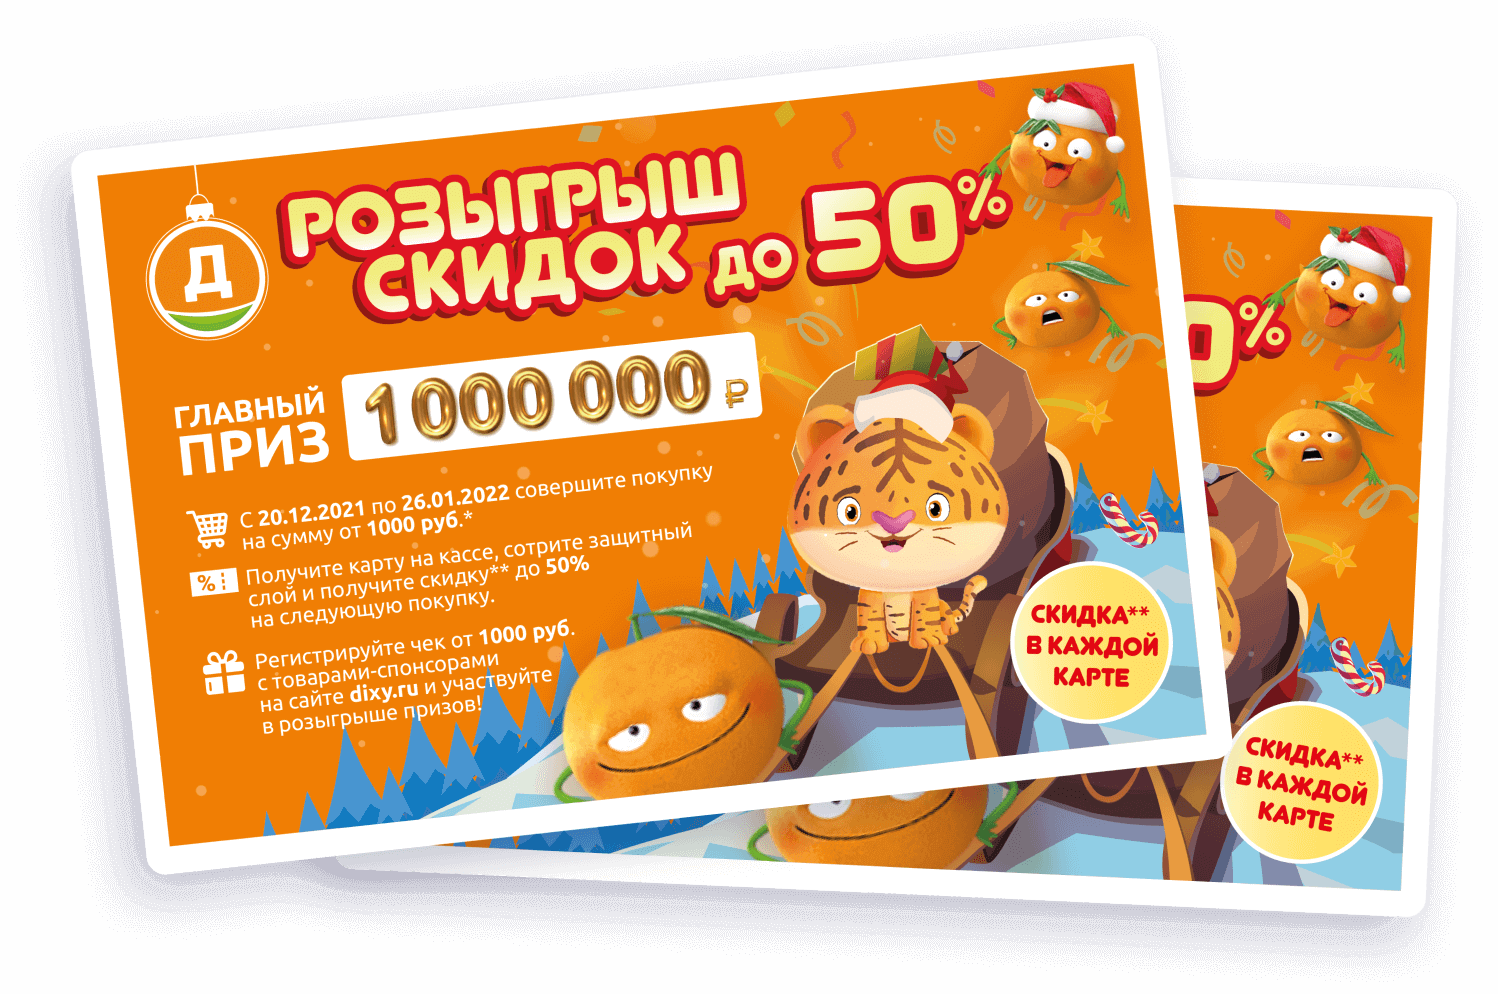 Д
РОЗЫГРЫШ
СКИДОК ДО 50%
ГЛАВНЫЙ
ПРИЗ
1 000 000 ₽
С 20.12.2021 по 26.01.2022 совершите покупку
на сумму от 1000 руб.*
%
Получите карту на кассе, сотрите защитный
слой и получите скидку** до 50%
на следующую покупку.
Регистрируйте чек от 1000 руб.
с товарами-спонсорами
на сайте dixy.ru и участвуйте
в розыгрыше призов!
СКИДКА**
В КАЖДОЙ
КАРТЕ
0%
СКИДКА**
В КАЖДОЙ
КАРТЕ